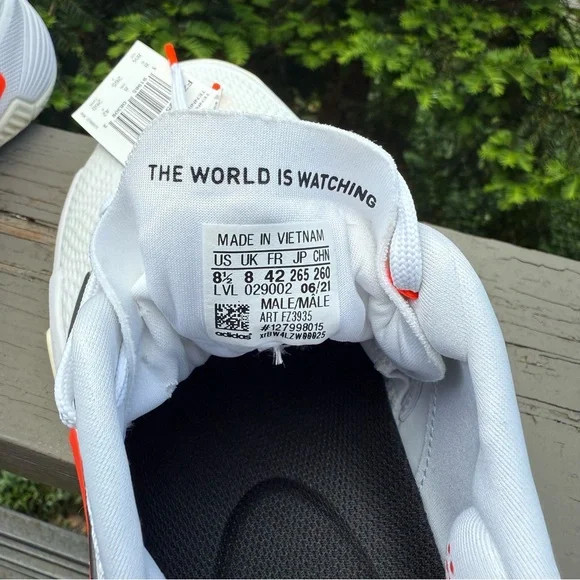 THE WORLD IS WATCHING
MADE IN VIETNAM
US UK FR JP CHN
8½ 8 42 265 260
LVL 029002 06/21
MALE/MÂLE
ART FZ3935
#127998015
adidas